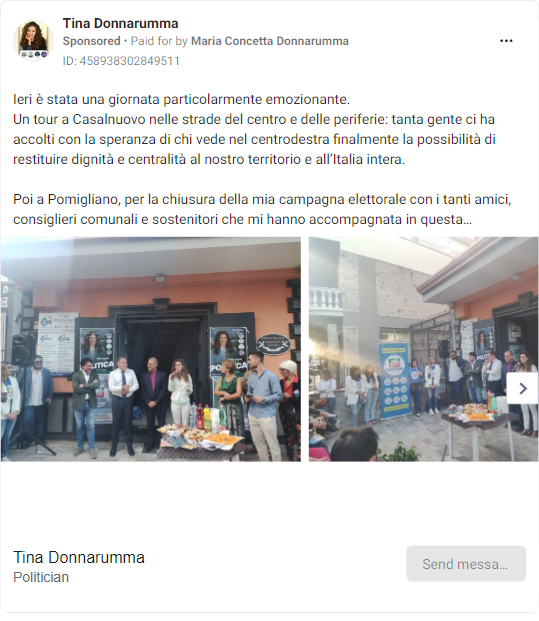 Tina Donnarumma
Sponsored • Paid for by Maria Concetta Donnarumma
ID: 458938302849511
Ieri è stata una giornata particolarmente emozionante.
Un tour a Casalnuovo nelle strade del centro e delle periferie: tanta gente ci ha
accolti con la speranza di chi vede nel centrodestra finalmente la possibilità di
restituire dignità e centralità al nostro territorio e all’Italia intera.
Poi a Pomigliano, per la chiusura della mia campagna elettorale con i tanti amici,
consiglieri comunali e sostenitori che mi hanno accompagnata in questa…
POLITICA
Tina Donnarumma
Politician
Send messa…